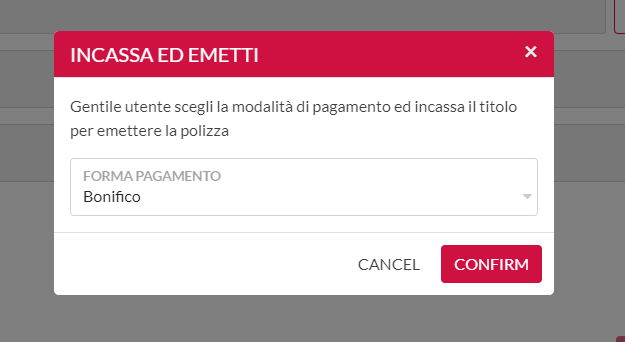 INCASSA ED EMETTI ×
Gentile utente scegli la modalità di pagamento ed incassa il titolo
per emettere la polizza
FORMA PAGAMENTO
Bonifico
CANCEL CONFIRM